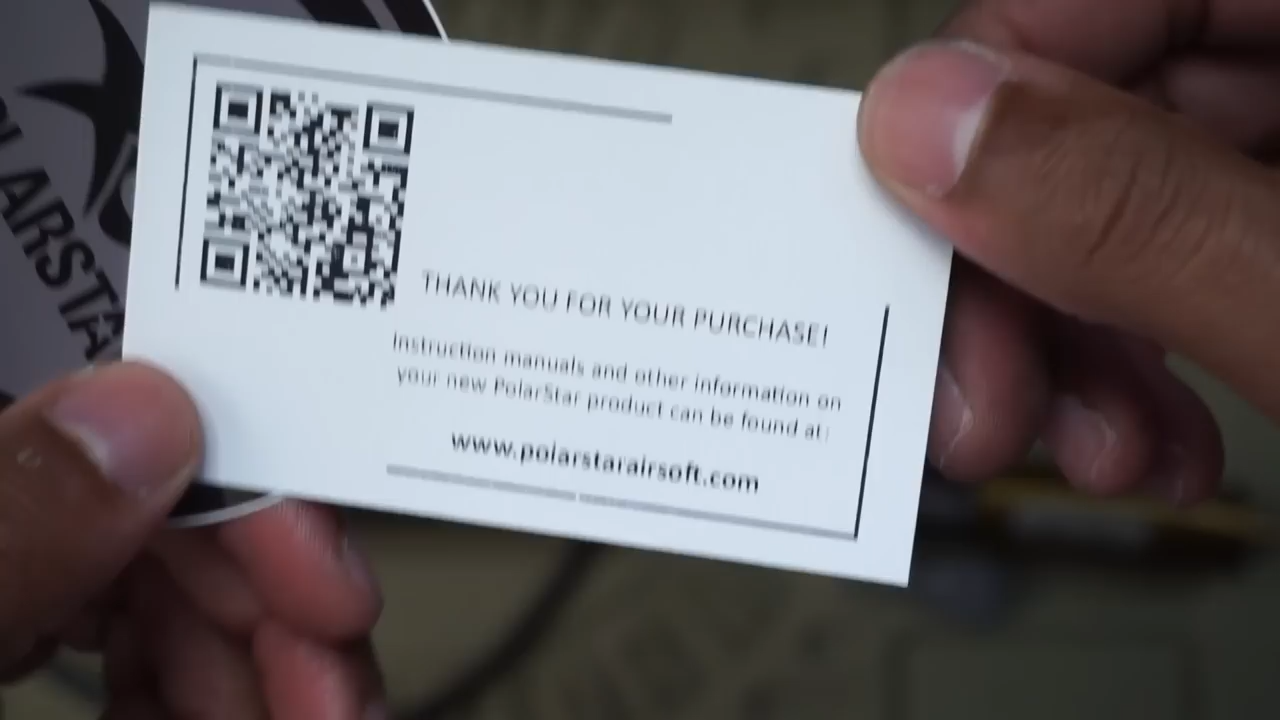 LARSTA
THANK YOU FOR YOUR PURCHASE!
Instruction manuals and other information on
your new PolarStar product can be found at:
www.polarstarairsoft.com